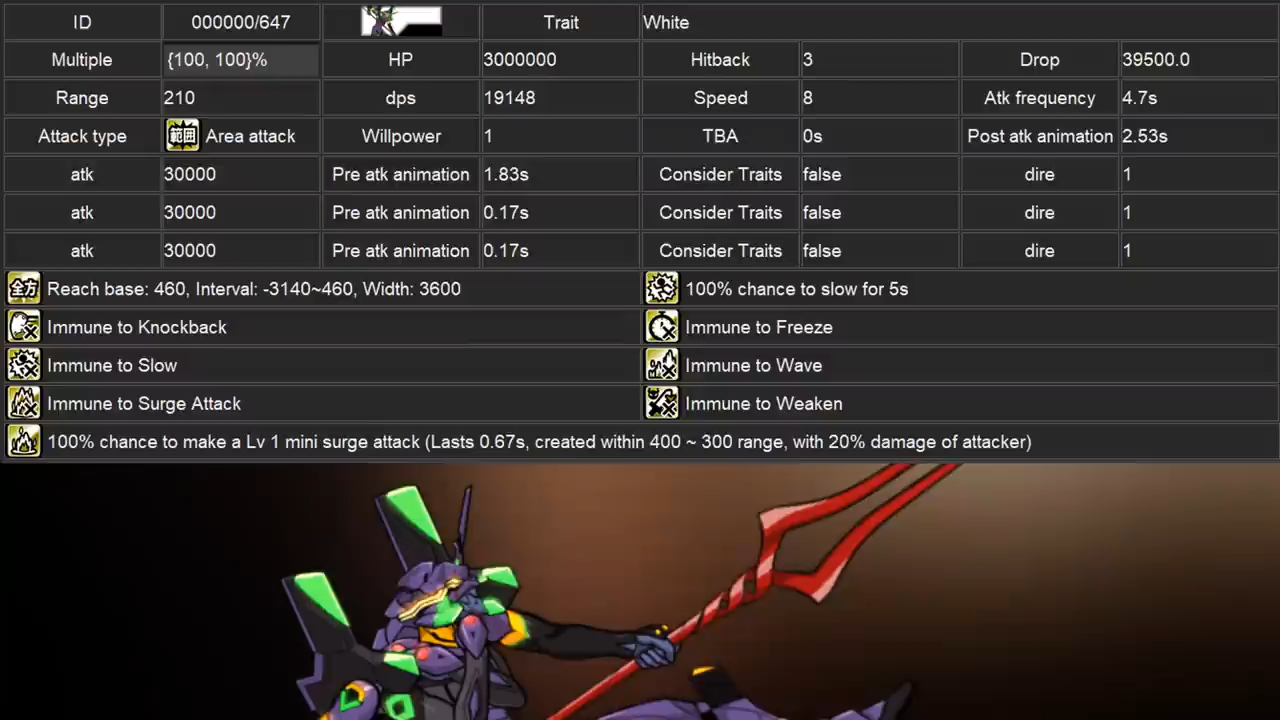 ID 000000/647 Trait White
Multiple {100, 100}% HP 3000000 Hitback 3 Drop 39500.0
Range 210 dps 19148 Speed 8 Atk frequency 4.7s
Attack type 範囲 Area attack Willpower 1 TBA 0s Post atk animation 2.53s
atk 30000 Pre atk animation 1.83s Consider Traits false dire 1
atk 30000 Pre atk animation 0.17s Consider Traits false dire 1
atk 30000 Pre atk animation 0.17s Consider Traits false dire 1
全方 Reach base: 460, Interval: -3140~460, Width: 3600 100% chance to slow for 5s
Immune to Knockback Immune to Freeze
Immune to Slow Immune to Wave
Immune to Surge Attack Immune to Weaken
100% chance to make a Lv 1 mini surge attack (Lasts 0.67s, created within 400 ~ 300 range, with 20% damage of attacker)